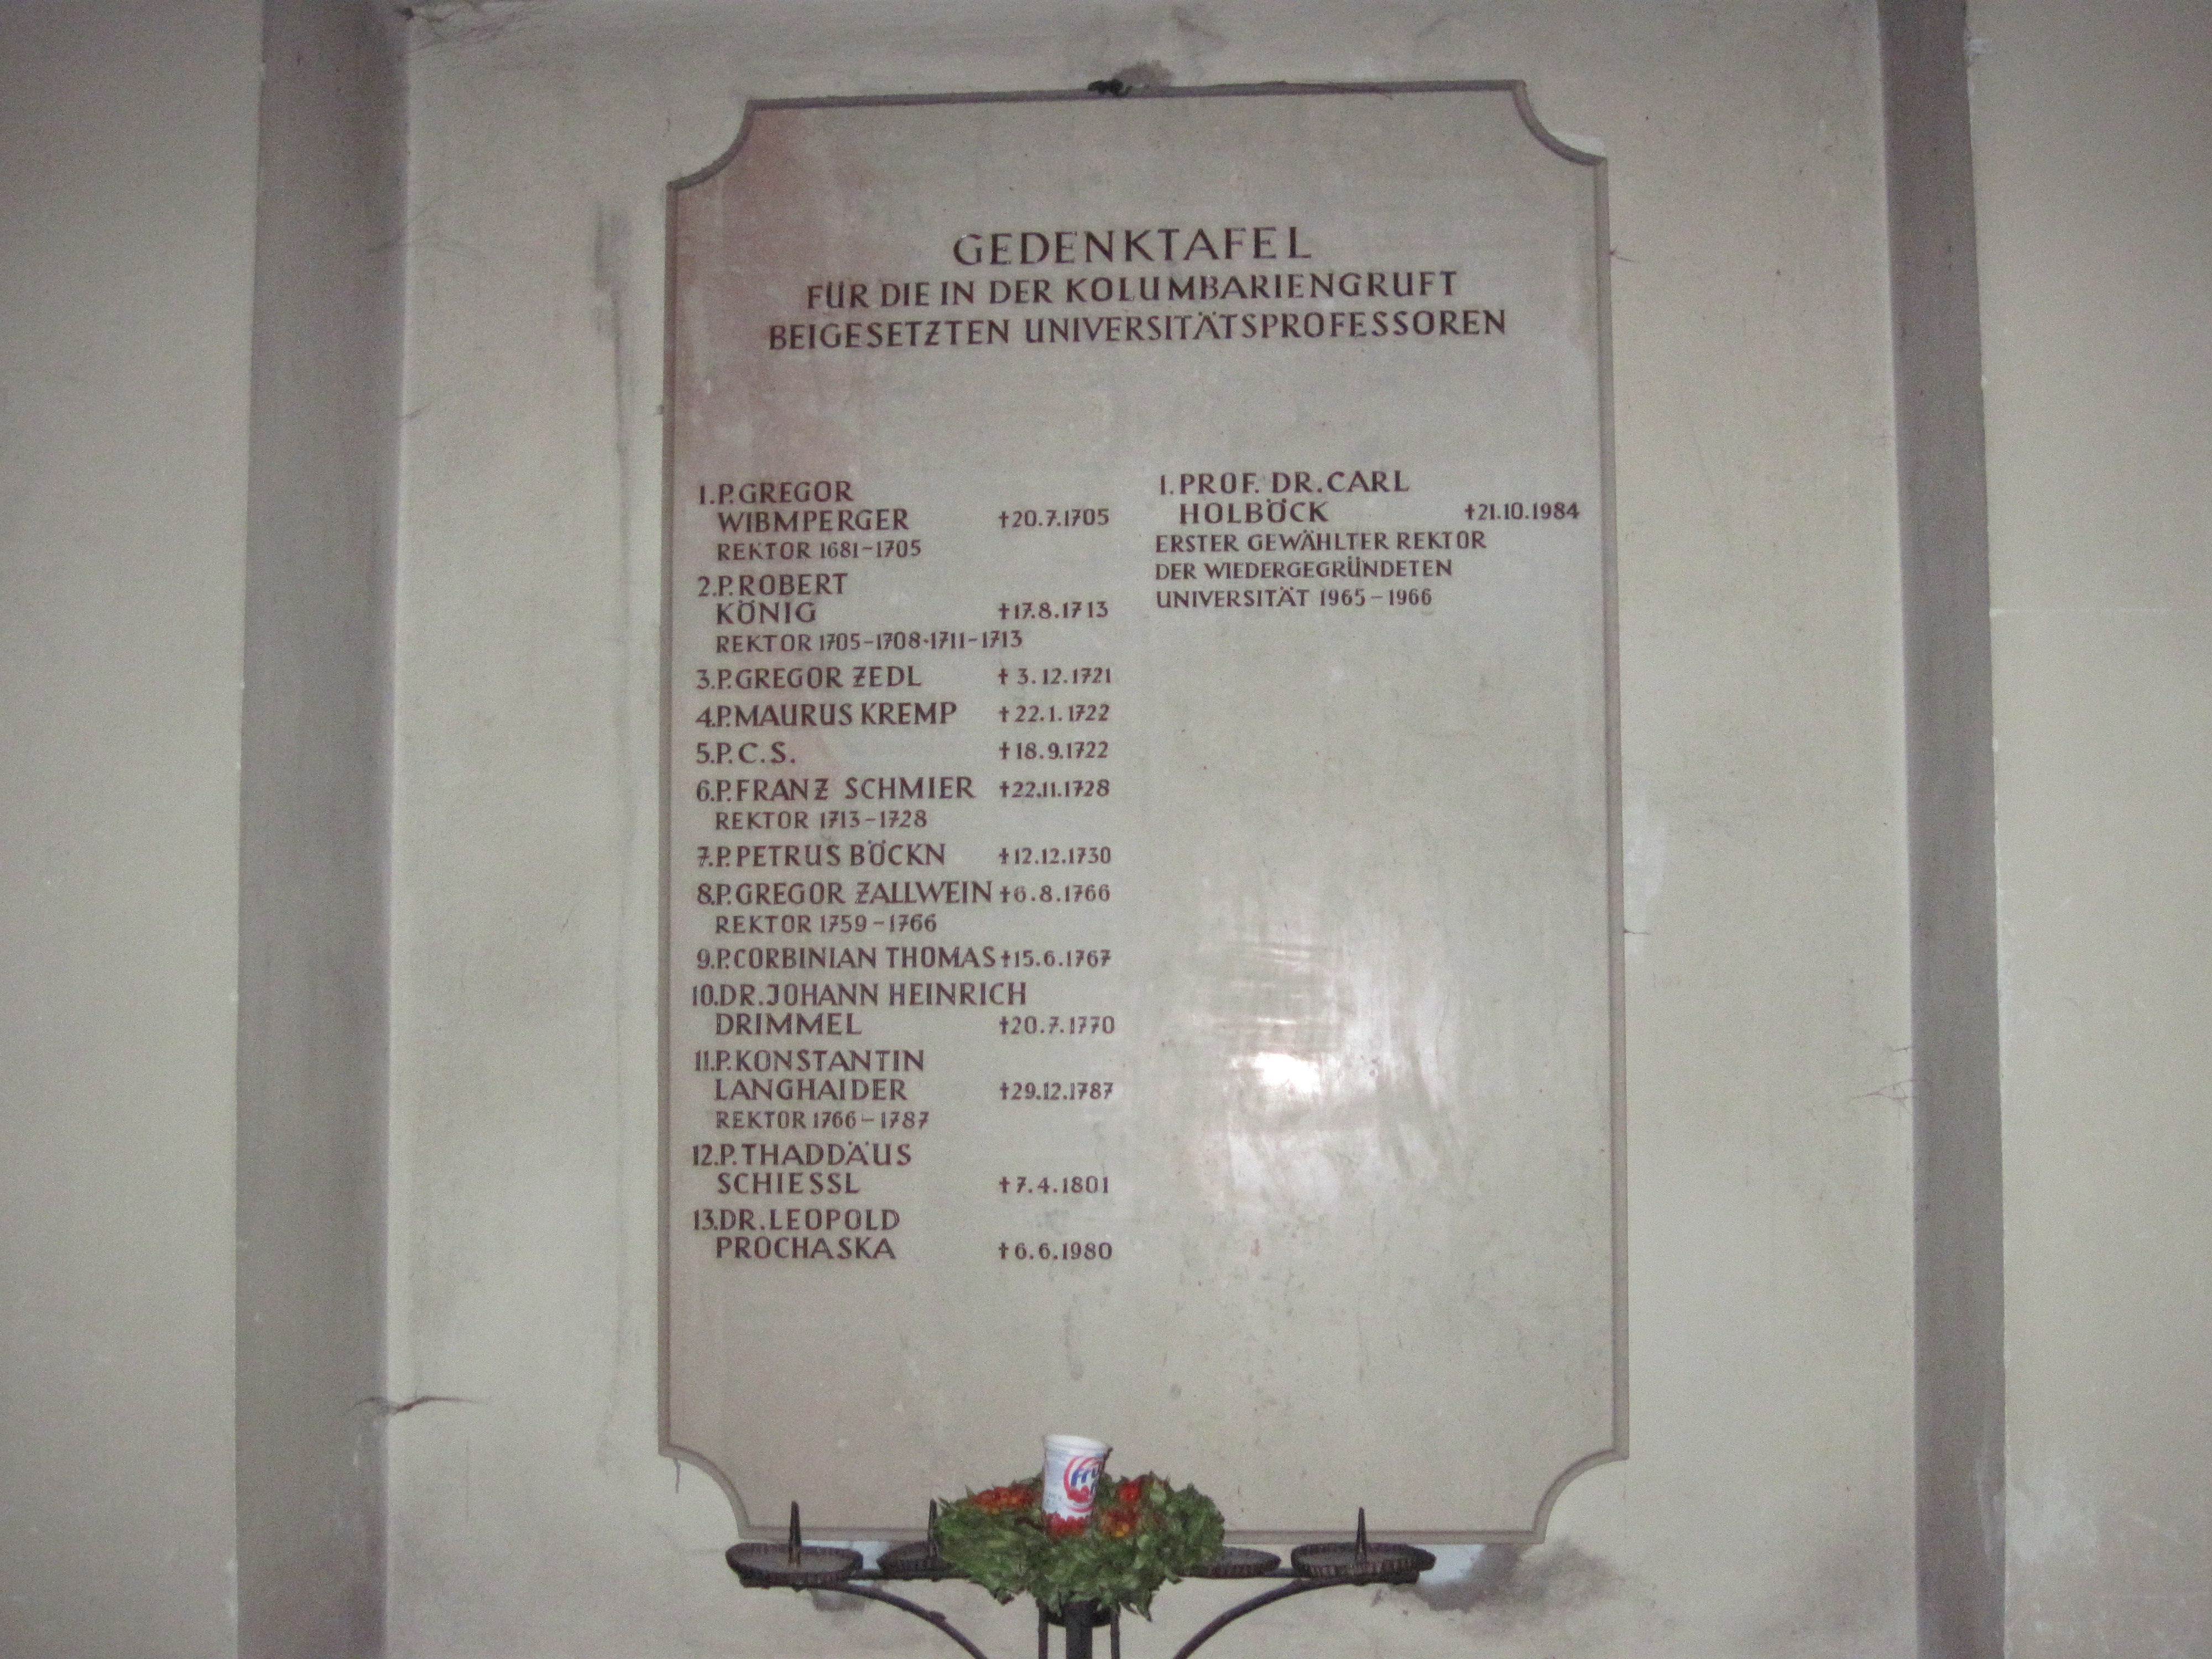 GEDENKTAFEL
FÜR DIE IN DER KOLUMBARIENGRUFT
BEIGESETZTEN UNIVERSITÄTSPROFESSOREN
1.P.GREGOR
WIBMPERGER †20.7.1705
REKTOR 1681-1705
2.P.ROBERT
KÖNIG †17.8.1713
REKTOR 1705-1708·1711-1713
3.P.GREGOR ZEDL † 3.12.1721
4.P.MAURUS KREMP †22.1.1722
5.P.C.S. †18.9.1722
6.P.FRANZ SCHMIER †22.11.1728
REKTOR 1713-1728
7.P.PETRUS BÖCKN †12.12.1730
8.P.GREGOR ZALLWEIN †6.8.1766
REKTOR 1759-1766
9.P.CORBINIAN THOMAS †15.6.1767
10.DR.JOHANN HEINRICH
DRIMMEL †20.7.1770
11.P.KONSTANTIN
LANGHAIDER †29.12.1787
REKTOR 1766-1787
12.P.THADDÄUS
SCHIESSL †7.4.1801
13.DR.LEOPOLD
PROCHASKA †6.6.1980
1.PROF. DR.CARL
HOLBÖCK †21.10.1984
ERSTER GEWÄHLTER REKTOR
DER WIEDERGEGRÜNDETEN
UNIVERSITÄT 1965-1966